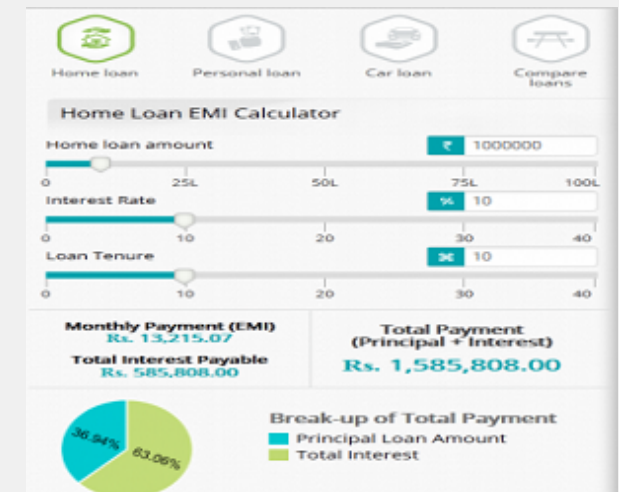 Home loan
Personal loan
Car loan
Compare loans
Home Loan EMI Calculator
Home loan amount
₹ 1000000
0 25L 50L 75L 100L
Interest Rate
% 10
0 10 20 30 40
Loan Tenure
10
0 10 20 30 40
Monthly Payment (EMI)
Rs. 13,215.07
Total Interest Payable
Rs. 585,808.00
Total Payment
(Principal + Interest)
Rs. 1,585,808.00
36.94%
63.06%
Break-up of Total Payment
Principal Loan Amount
Total Interest